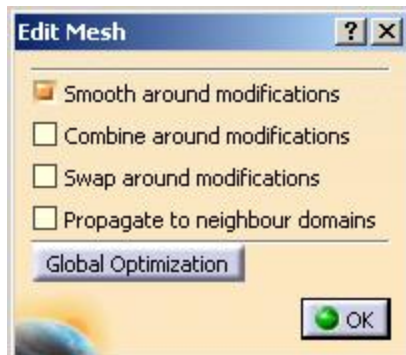 Edit Mesh
Smooth around modifications
Combine around modifications
Swap around modifications
Propagate to neighbour domains
Global Optimization
OK